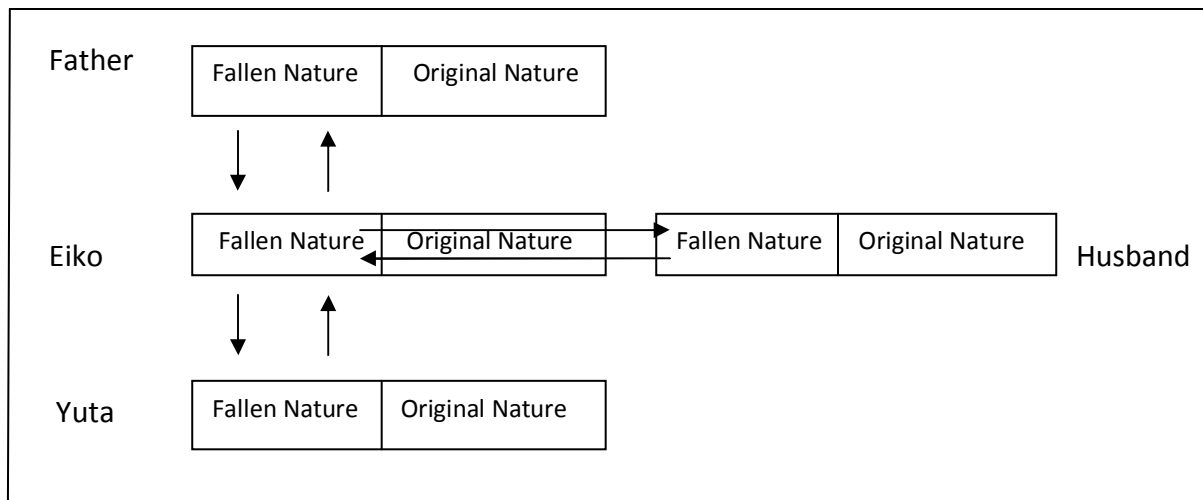 Father Fallen Nature Original Nature
Eiko Fallen Nature Original Nature Fallen Nature Original Nature Husband
Yuta Fallen Nature Original Nature